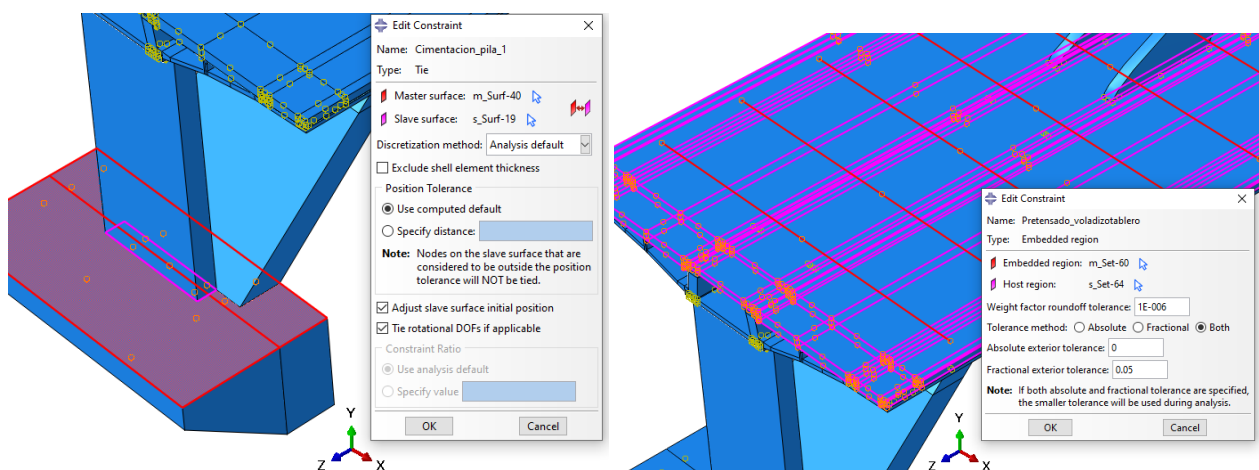 Edit Constraint
Name: Cimentacion_pila_1
Type: Tie
Master surface: m_Surf-40
Slave surface: s_Surf-19
Discretization method: Analysis default
Exclude shell element thickness
Position Tolerance
Use computed default
Specify distance:
Note: Nodes on the slave surface that are
considered to be outside the position
tolerance will NOT be tied.
Adjust slave surface initial position
Tie rotational DOFs if applicable
Constraint Ratio
Use analysis default
Specify value
OK Cancel
Y
Z X
Edit Constraint
Name: Pretensado_voladizotablero
Type: Embedded region
Embedded region: m_Set-60
Host region: s_Set-64
Weight factor roundoff tolerance: 1E-006
Tolerance method: Absolute Fractional Both
Absolute exterior tolerance: 0
Fractional exterior tolerance: 0.05
Note: If both absolute and fractional tolerance are specified,
the smaller tolerance will be used during analysis.
OK Cancel
Y
Z X